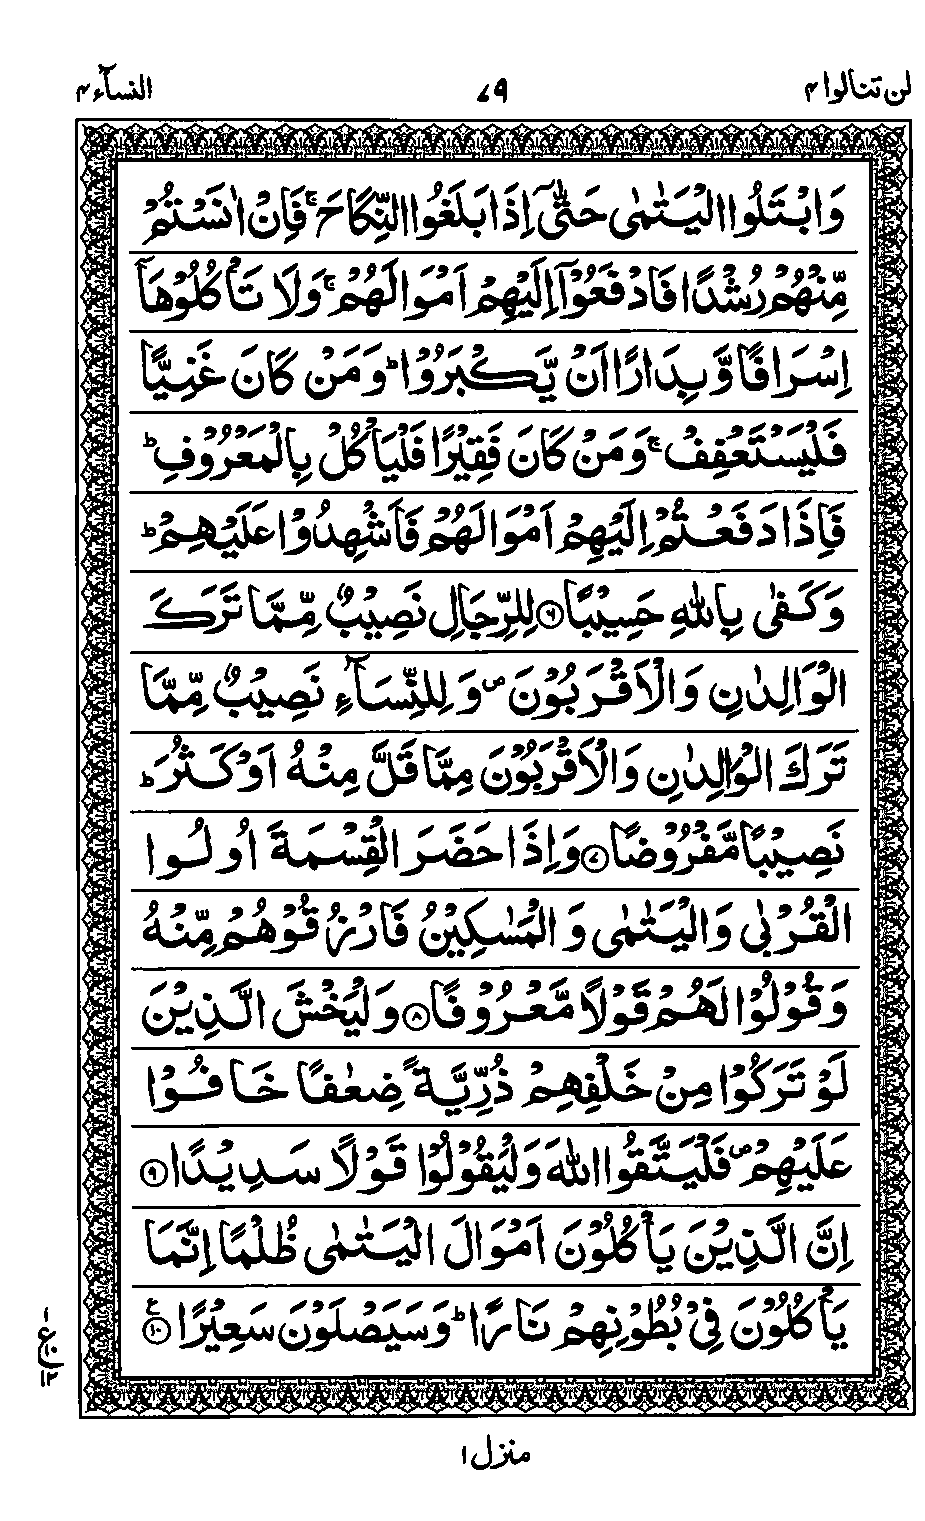 لن تنالوا ۴ ۷۹ النسآء ۴
وَابْتَلُوا الْيَتٰمٰى حَتّٰۤى اِذَا بَلَغُوا النِّكَاحَ ۚ فَاِنْ اٰنَسْتُمْ
مِّنْهُمْ رُشْدًا فَادْفَعُوْۤا اِلَيْهِمْ اَمْوَالَهُمْ ۚ وَلَا تَاْكُلُوْهَاۤ
اِسْرَافًا وَّبِدَارًا اَنْ يَّكْبَرُوْا ؕ وَمَنْ كَانَ غَنِيًّا
فَلْيَسْتَعْفِفْ ۚ وَمَنْ كَانَ فَقِيْرًا فَلْيَاْكُلْ بِالْمَعْرُوْفِ ؕ
فَاِذَا دَفَعْتُمْ اِلَيْهِمْ اَمْوَالَهُمْ فَاَشْهِدُوْا عَلَيْهِمْ ؕ
وَكَفٰى بِاللّٰهِ حَسِيْبًا ۶ لِلرِّجَالِ نَصِيْبٌ مِّمَّا تَرَكَ
الْوَالِدٰنِ وَالْاَقْرَبُوْنَ ۪ وَلِلنِّسَآءِ نَصِيْبٌ مِّمَّا
تَرَكَ الْوَالِدٰنِ وَالْاَقْرَبُوْنَ مِمَّا قَلَّ مِنْهُ اَوْ كَثُرَ ؕ
نَصِيْبًا مَّفْرُوْضًا ۷ وَاِذَا حَضَرَ الْقِسْمَةَ اُولُوا
الْقُرْبٰى وَالْيَتٰمٰى وَالْمَسٰكِيْنُ فَارْزُقُوْهُمْ مِّنْهُ
وَقُوْلُوْا لَهُمْ قَوْلًا مَّعْرُوْفًا ۸ وَلْيَخْشَ الَّذِيْنَ
لَوْ تَرَكُوْا مِنْ خَلْفِهِمْ ذُرِّيَّةً ضِعٰفًا خَافُوْا
عَلَيْهِمْ ۪ فَلْيَتَّقُوا اللّٰهَ وَلْيَقُوْلُوْا قَوْلًا سَدِيْدًا ۹
اِنَّ الَّذِيْنَ يَاْكُلُوْنَ اَمْوَالَ الْيَتٰمٰى ظُلْمًا اِنَّمَا
يَاْكُلُوْنَ فِيْ بُطُوْنِهِمْ نَارًا ؕ وَسَيَصْلَوْنَ سَعِيْرًا ۱۰ ع
۱
ع ۱۰
۱۲
منزل ۱